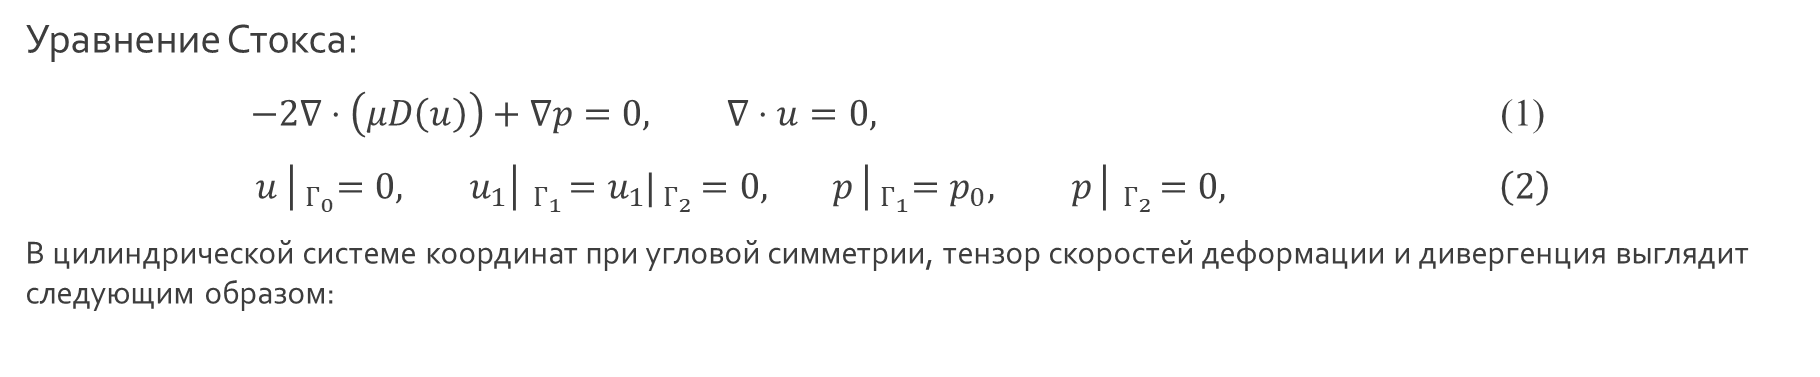 Уравнение Стокса:
−2∇ · (μD(u)) + ∇p = 0, ∇ · u = 0, (1)
u|Γ₀ = 0, u₁|Γ₁ = u₁|Γ₂ = 0, p|Γ₁ = p₀, p|Γ₂ = 0, (2)
В цилиндрической системе координат при угловой симметрии, тензор скоростей деформации и дивергенция выглядит
следующим образом: